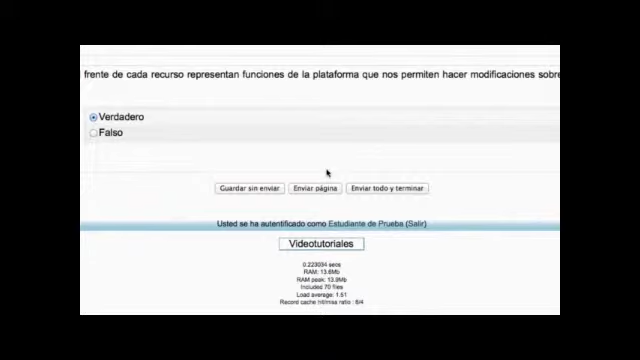 frente de cada recurso representan funciones de la plataforma que nos permiten hacer modificaciones sobre
Verdadero
Falso
Guardar sin enviar Enviar página Enviar todo y terminar
Usted se ha autentificado como Estudiante de Prueba (Salir)
Videotutoriales
0.223034 secs
RAM: 13.6Mb
RAM peak: 13.9Mb
Included 70 files
Load average: 1.51
Record cache hit/miss ratio : 6/4